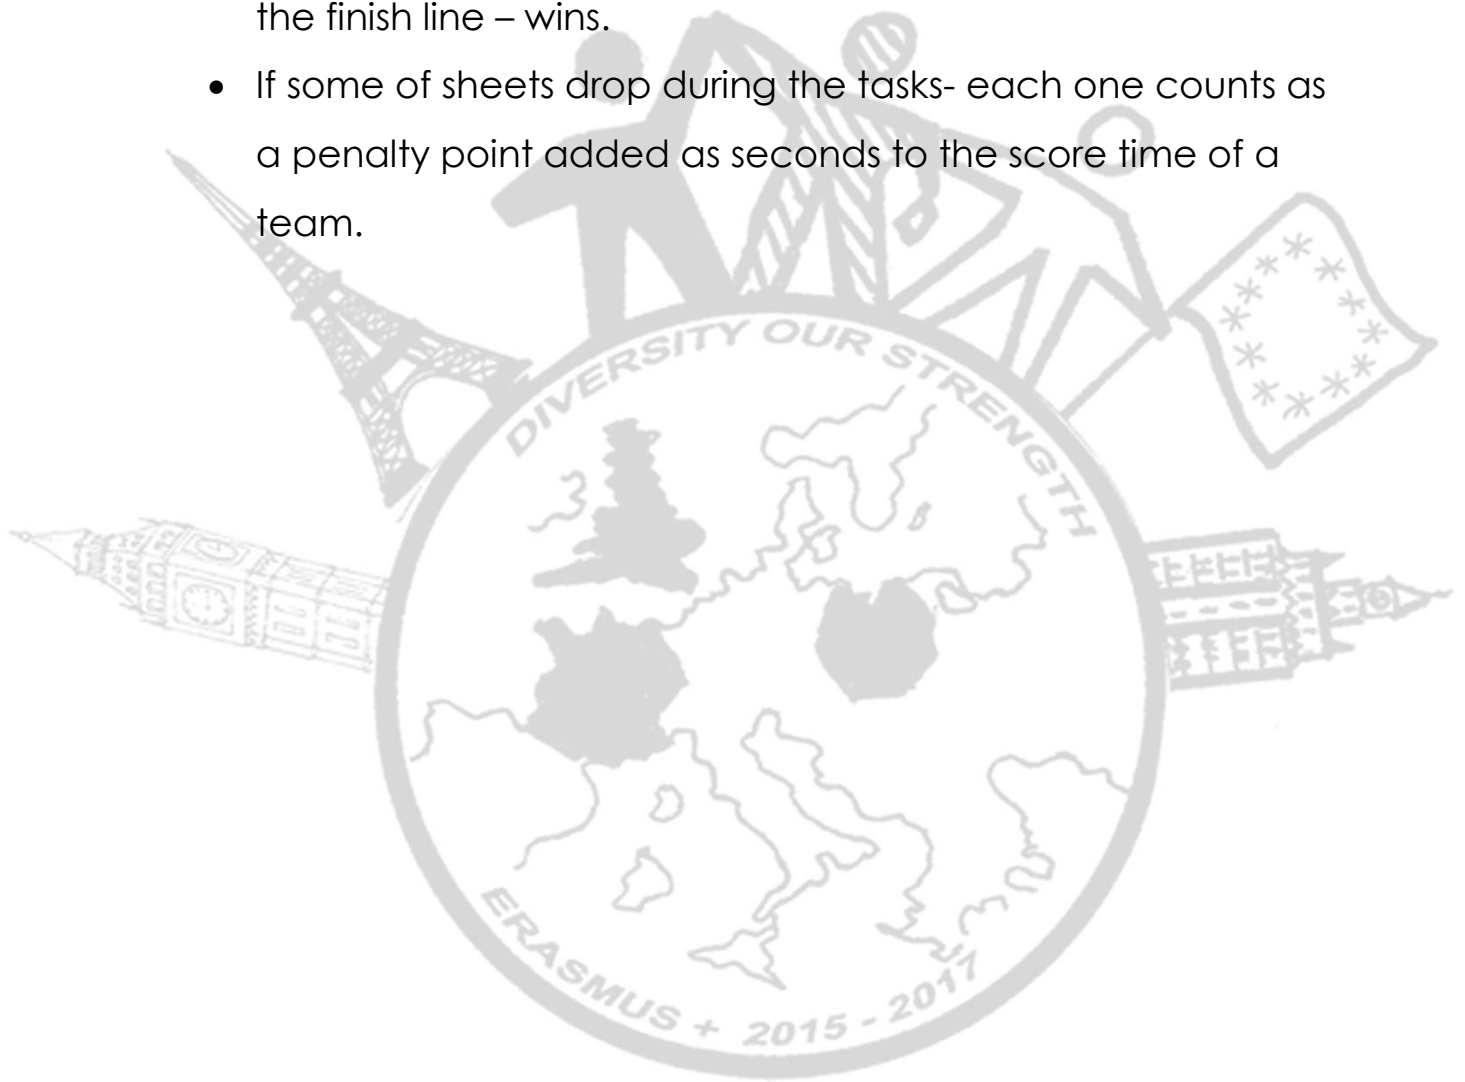 the finish line – wins.
• If some of sheets drop during the tasks- each one counts as
a penalty point added as seconds to the score time of a
team.
DIVERSITY OUR STRENGTH
ERASMUS + 2015 - 2017